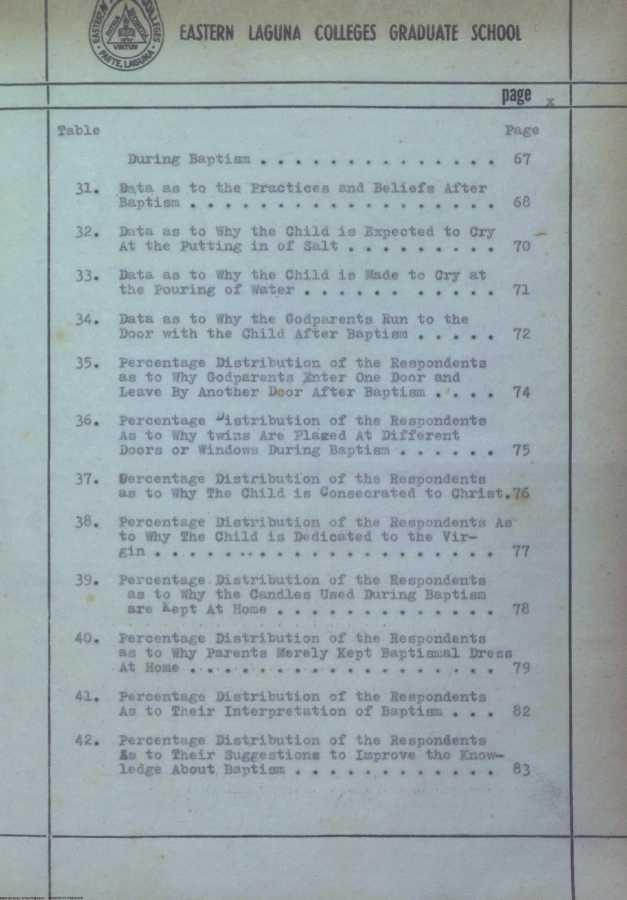 EASTERN LAGUNA COLLEGES GRADUATE SCHOOL
page x
Table Page
During Baptism . . . . . . . . . . . . . . 67
31. Data as to the Practices and Beliefs After
Baptism . . . . . . . . . . . . . . . . . . 68
32. Data as to Why the Child is Expected to Cry
At the Putting in of Salt . . . . . . . . . 70
33. Data as to Why the Child is Made to Cry at
the Pouring of Water . . . . . . . . . . . 71
34. Data as to Why the Godparents Run to the
Door with the Child After Baptism . . . . . 72
35. Percentage Distribution of the Respondents
as to Why Godparents Enter One Door and
Leave By Another Door After Baptism . . . . 74
36. Percentage Distribution of the Respondents
As to Why twins Are Plazed At Different
Doors or Windows During Baptism . . . . . . 75
37. Percentage Distribution of the Respondents
as to Why The Child is Consecrated to Christ.76
38. Percentage Distribution of the Respondents As
to Why The Child is Dedicated to the Vir-
gin . . . . . . . . . . . . . . . . . . . . 77
39. Percentage Distribution of the Respondents
as to Why the Candles Used During Baptism
are Kept At Home . . . . . . . . . . . . . 78
40. Percentage Distribution of the Respondents
as to Why Parents Merely Kept Baptismal Dress
At Home . . . . . . . . . . . . . . . . . . 79
41. Percentage Distribution of the Respondents
As to Their Interpretation of Baptism . . . 82
42. Percentage Distribution of the Respondents
As to Their Suggestions to Improve the Know-
ledge About Baptism . . . . . . . . . . . . 83